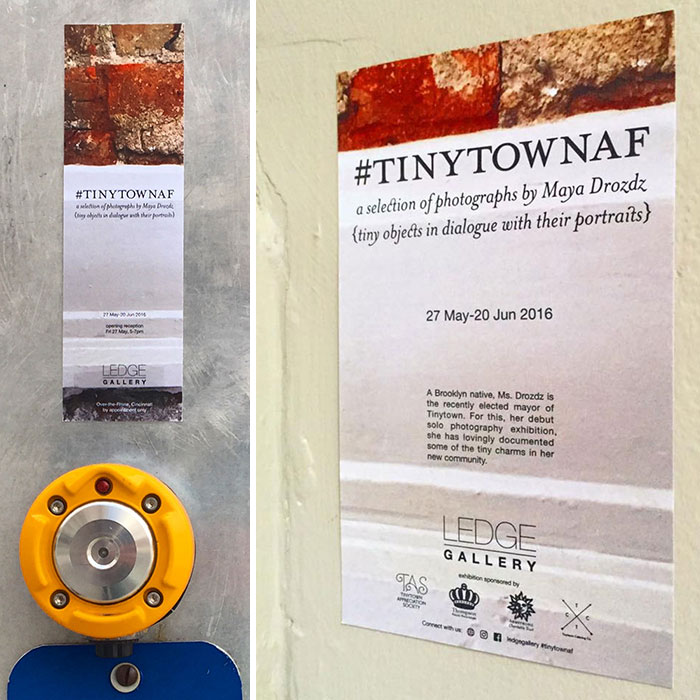 #TINYTOWNAF
a selection of photographs by Maya Drozdz
{tiny objects in dialogue with their portraits}
27 May-20 Jun 2016
opening reception
Fri 27 May, 5-7pm
LEDGE
GALLERY
Over-the-Rhine, Cincinnati
by appointment only
#TINYTOWNAF
a selection of photographs by Maya Drozdz
{tiny objects in dialogue with their portraits}
27 May-20 Jun 2016
A Brooklyn native, Ms. Drozdz is
the recently elected mayor of
Tinytown. For this, her debut
solo photography exhibition,
she has lovingly documented
some of the tiny charms in her
new community.
LEDGE
GALLERY
exhibition sponsored by
TAS
TINYTOWN
APPRECIATION
SOCIETY
T
C C
T
Connect with us:
ledgegallery #tinytownaf